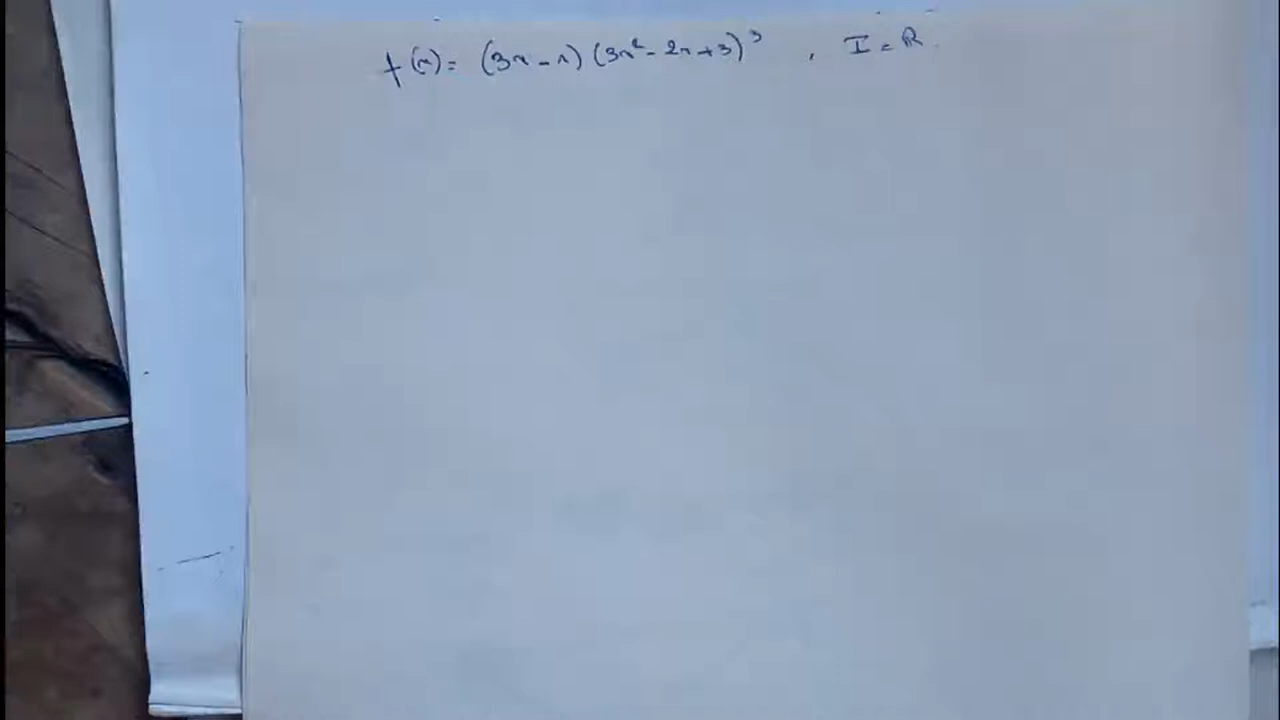 f(x) = (3x - 1)(3x² - 2x + 3)³ , I = ℝ.